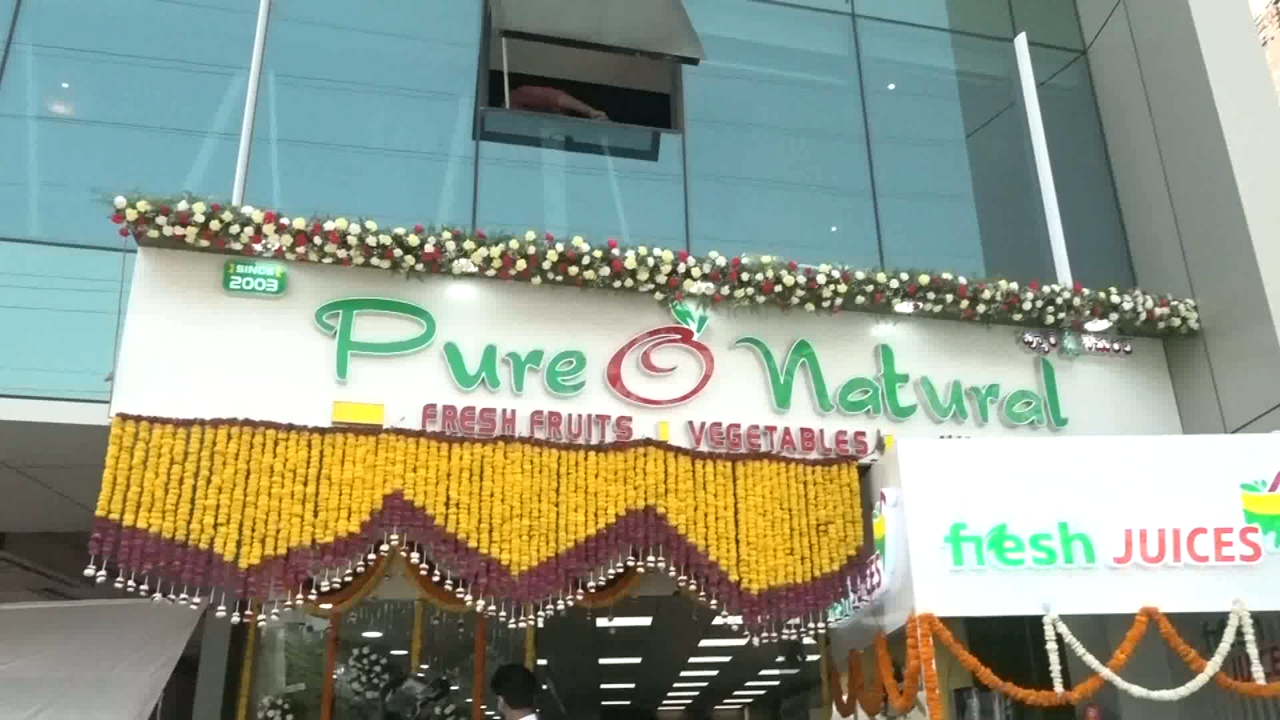 SINCE
2003
Pure O Natural
FRESH FRUITS VEGETABLES
fresh JUICES